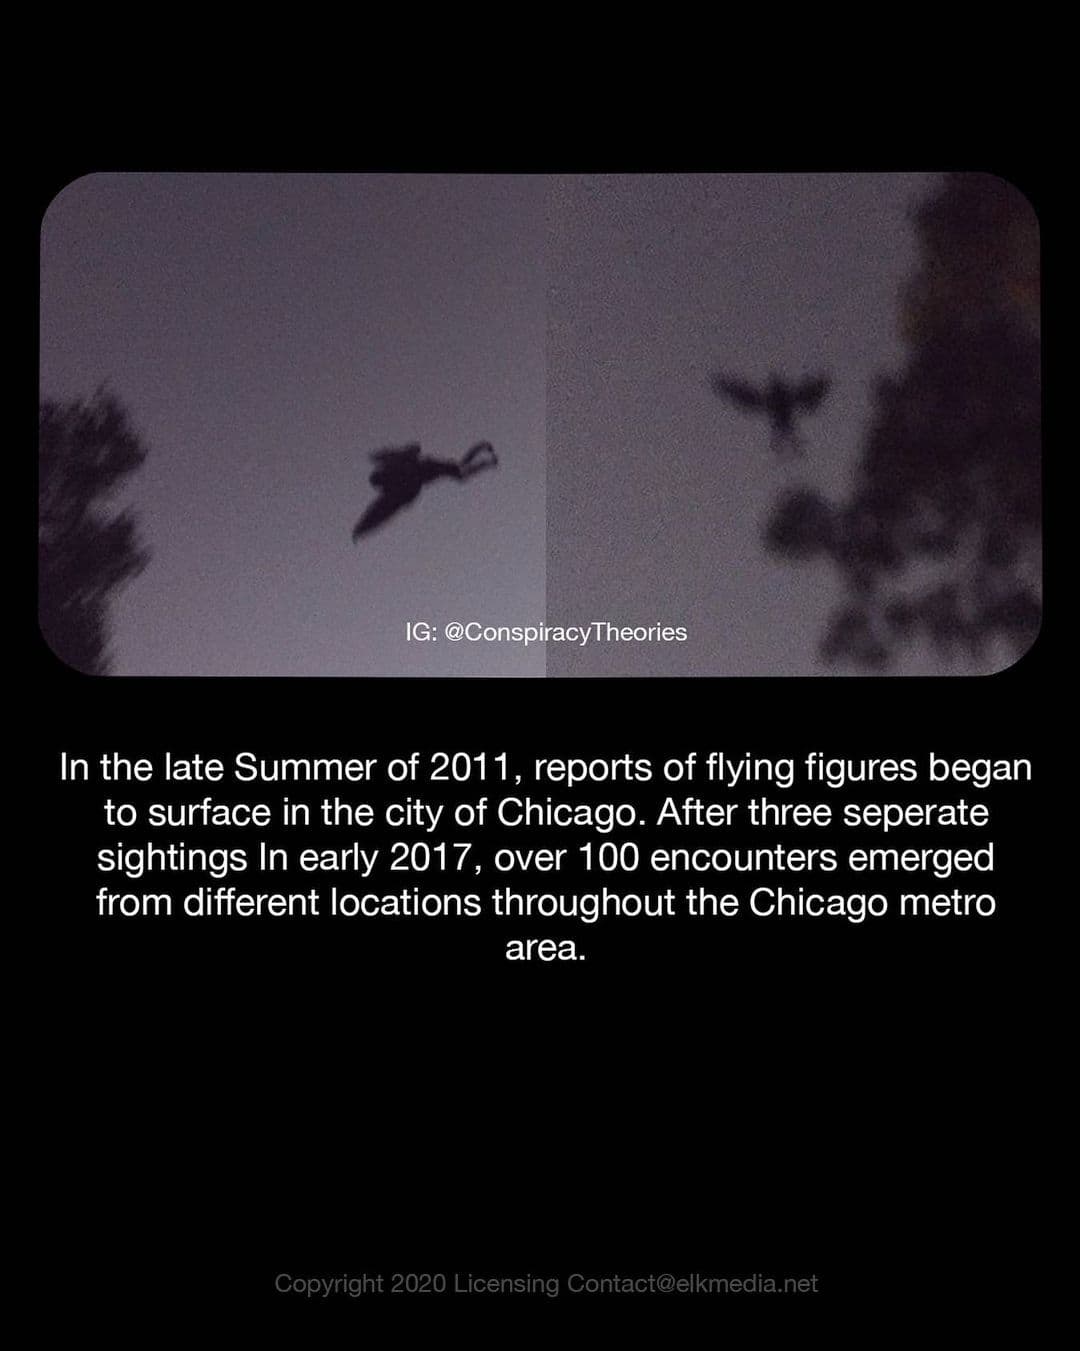 IG: @ConspiracyTheories
In the late Summer of 2011, reports of flying figures began
to surface in the city of Chicago. After three seperate
sightings In early 2017, over 100 encounters emerged
from different locations throughout the Chicago metro
area.
Copyright 2020 Licensing Contact@elkmedia.net